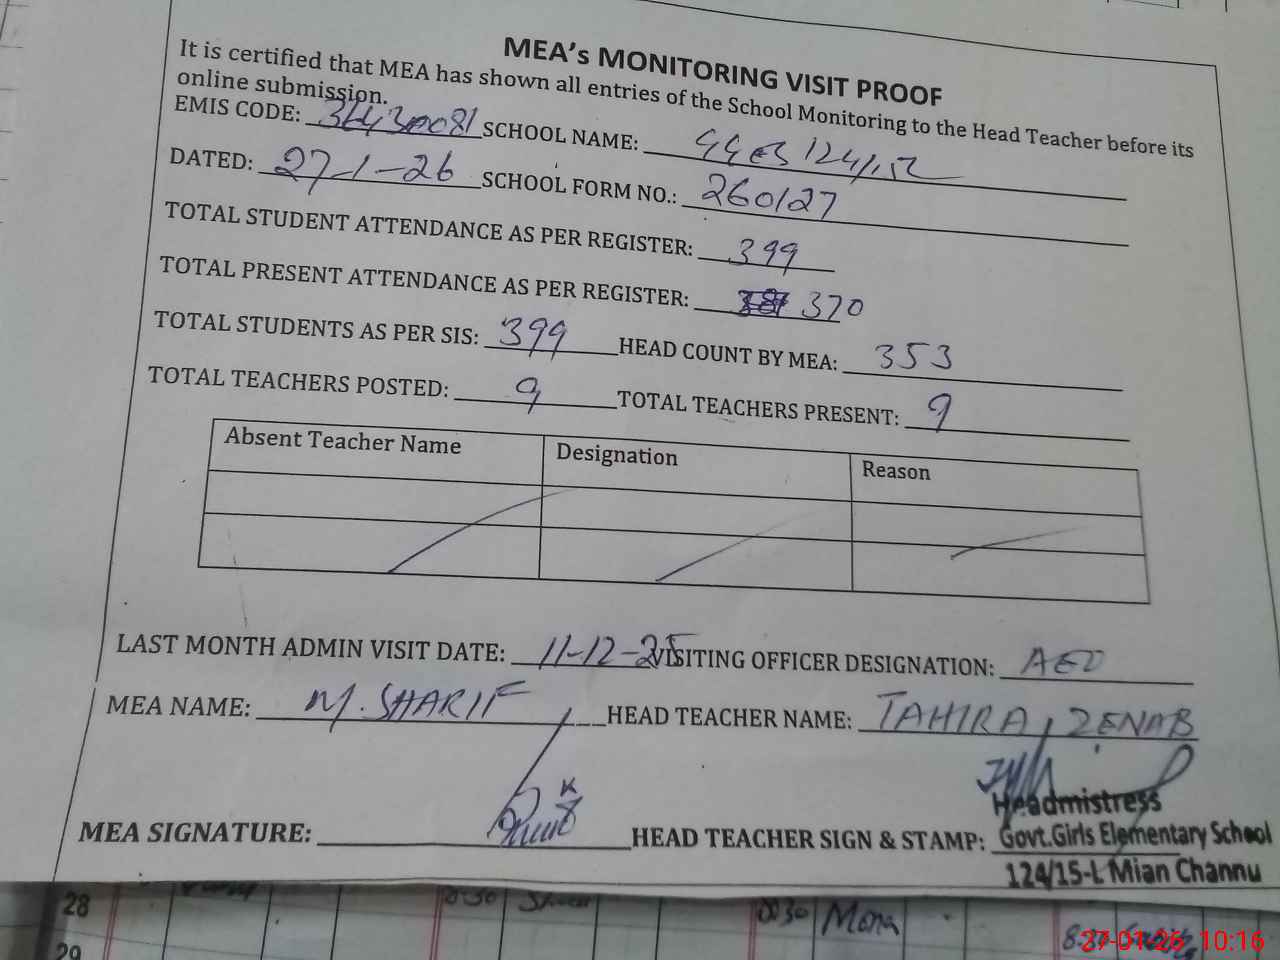 MEA's MONITORING VISIT PROOF
It is certified that MEA has shown all entries of the School Monitoring to the Head Teacher before its
online submission.
EMIS CODE: SCHOOL NAME: GGES 124/15L
DATED: 27-1-26 SCHOOL FORM NO.: 260127
TOTAL STUDENT ATTENDANCE AS PER REGISTER: 399
TOTAL PRESENT ATTENDANCE AS PER REGISTER: 370
TOTAL STUDENTS AS PER SIS: 399 HEAD COUNT BY MEA: 353
TOTAL TEACHERS POSTED: 9 TOTAL TEACHERS PRESENT: 9
Absent Teacher Name Designation Reason
LAST MONTH ADMIN VISIT DATE: 11-12-25 VISITING OFFICER DESIGNATION: AEO
MEA NAME: M. SHARIF HEAD TEACHER NAME: TAHIRA, ZENAB
MEA SIGNATURE: HEAD TEACHER SIGN & STAMP:
Headmistress
Govt.Girls Elementary School
124/15-L Mian Channu
28 8:30 8:30 Mona
29
27-01-26 10:16